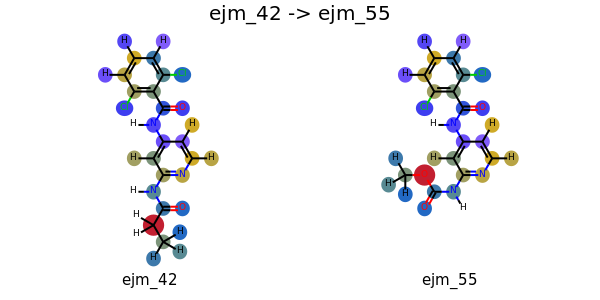 ejm_42 -> ejm_55
H H H H
H Cl H Cl
Cl O Cl O
H N H H N H
H H H H
N N
H N H N
H
H O H O H
H
H H
H
H
ejm_42 ejm_55